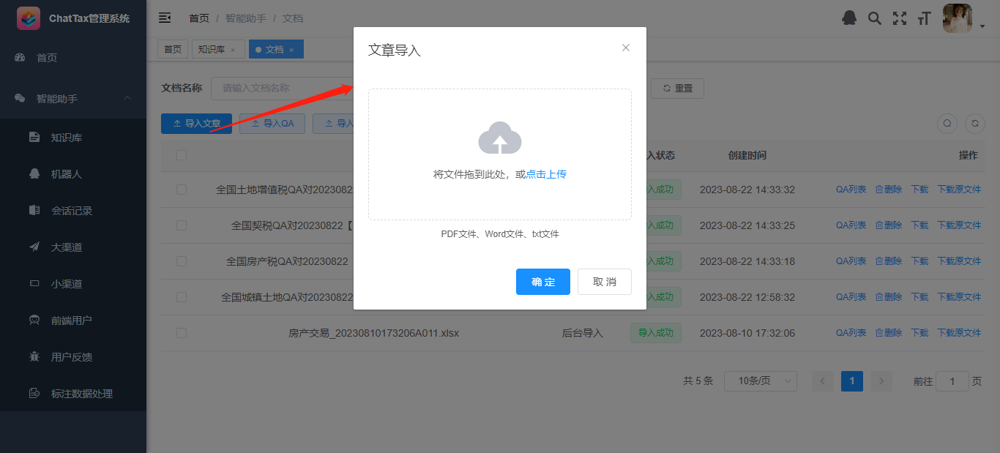 ChatTax管理系统
首页 / 智能助手 / 文档
首页
智能助手
知识库
机器人
会话记录
大渠道
小渠道
前端用户
用户反馈
标注数据处理
首页 知识库 × 文档 ×
文档名称 请输入文档名称 重置
导入文章 导入QA 导入
入状态 创建时间 操作
全国土地增值税QA对2023082 入成功 2023-08-22 14:33:32 QA列表 删除 下载 下载原文件
全国契税QA对20230822【 入成功 2023-08-22 14:33:25 QA列表 删除 下载 下载原文件
全国房产税QA对20230822 入成功 2023-08-22 14:33:18 QA列表 删除 下载 下载原文件
全国城镇土地QA对20230822 入成功 2023-08-22 12:58:32 QA列表 删除 下载 下载原文件
房产交易_20230810173206A011.xlsx 后台导入 导入成功 2023-08-10 17:32:06 QA列表 删除 下载 下载原文件
共 5 条 10条/页 < 1 > 前往 1 页
文章导入
将文件拖到此处，或点击上传
PDF文件、Word文件、txt文件
确 定 取 消